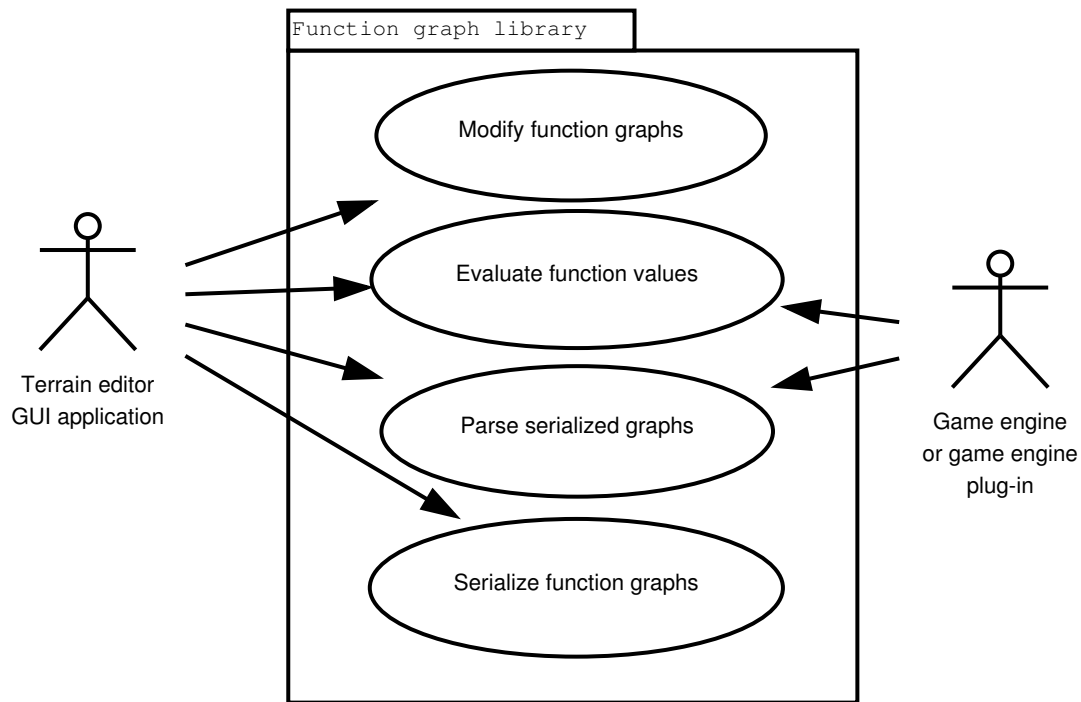 Function graph library
Modify function graphs
Evaluate function values
Parse serialized graphs
Serialize function graphs
Terrain editor
GUI application
Game engine
or game engine
plug-in